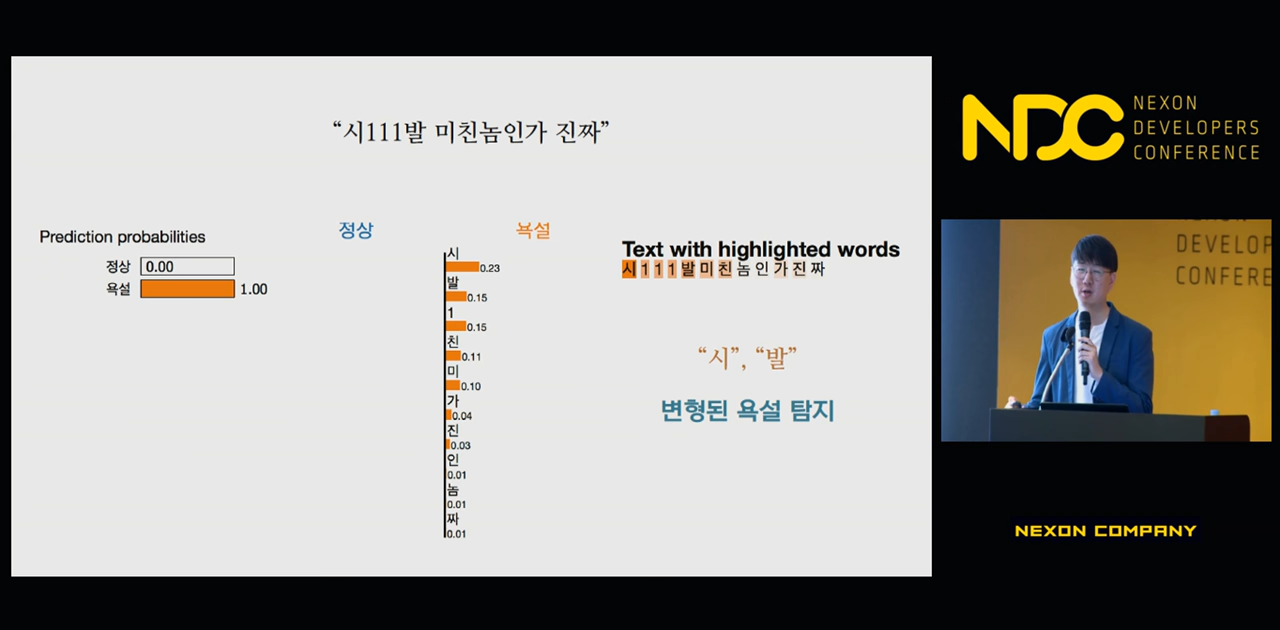 “시111발 미친놈인가 진짜”
Prediction probabilities
정상 0.00
욕설 1.00
정상 욕설
시
0.23
발
0.15
1
0.15
친
0.11
미
0.10
가
0.04
진
0.03
인
0.01
놈
0.01
짜
0.01
Text with highlighted words
시111발미친놈인가진짜
“시”, “발”
변형된 욕설 탐지
NDC
NEXON
DEVELOPERS
CONFERENCE
DEVELOP
CONFERE
NEXON COMPANY